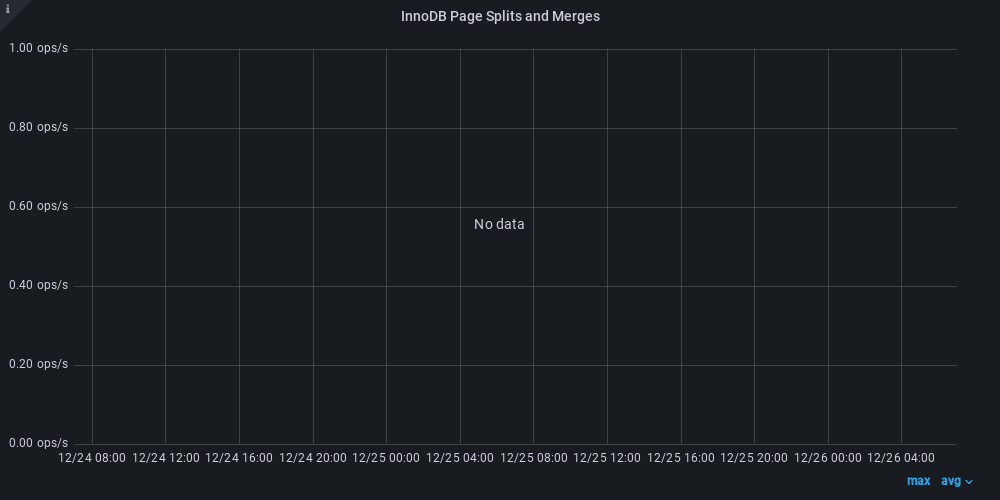 i
InnoDB Page Splits and Merges
1.00 ops/s
0.80 ops/s
0.60 ops/s
No data
0.40 ops/s
0.20 ops/s
0.00 ops/s
12/24 08:00 12/24 12:00 12/24 16:00 12/24 20:00 12/25 00:00 12/25 04:00 12/25 08:00 12/25 12:00 12/25 16:00 12/25 20:00 12/26 00:00 12/26 04:00
max avg